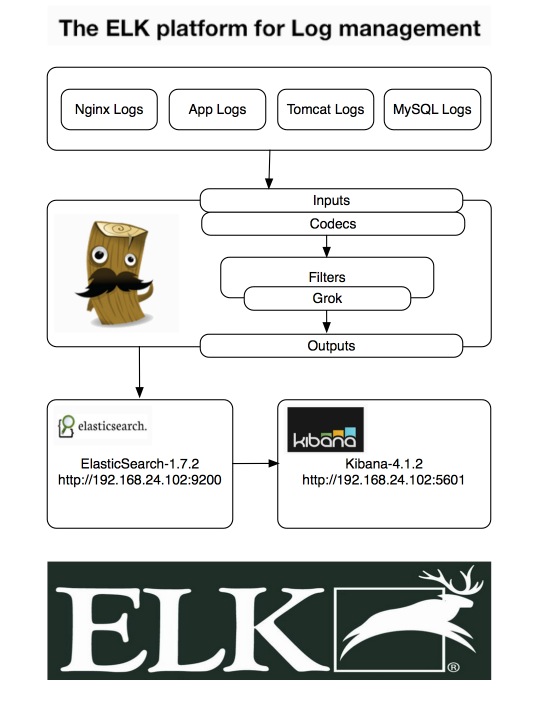 The ELK platform for Log management
Nginx Logs
App Logs
Tomcat Logs
MySQL Logs
Inputs
Codecs
Filters
Grok
Outputs
elasticsearch.
ElasticSearch-1.7.2
http://192.168.24.102:9200
kibana
Kibana-4.1.2
http://192.168.24.102:5601
ELK
®